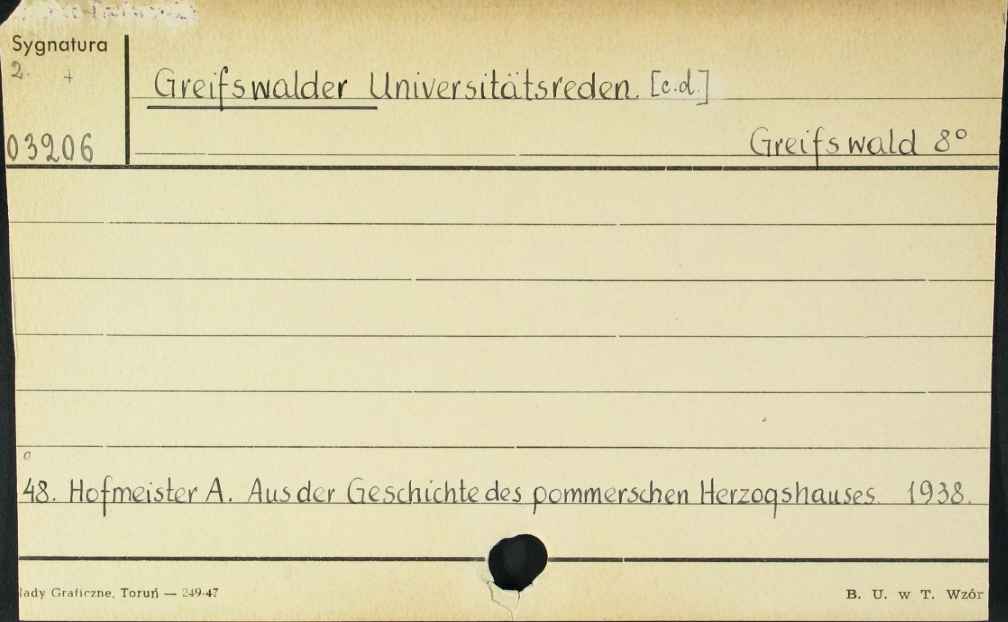 Sygnatura
2. +
Greifswalder Universitätsreden. [c.d.]
03206
Greifswald 8°
48. Hofmeister A. Aus der Geschichte des pommerschen Herzogshauses. 1938.
łady Graficzne, Toruń — 249-47
B. U. w T. Wzór